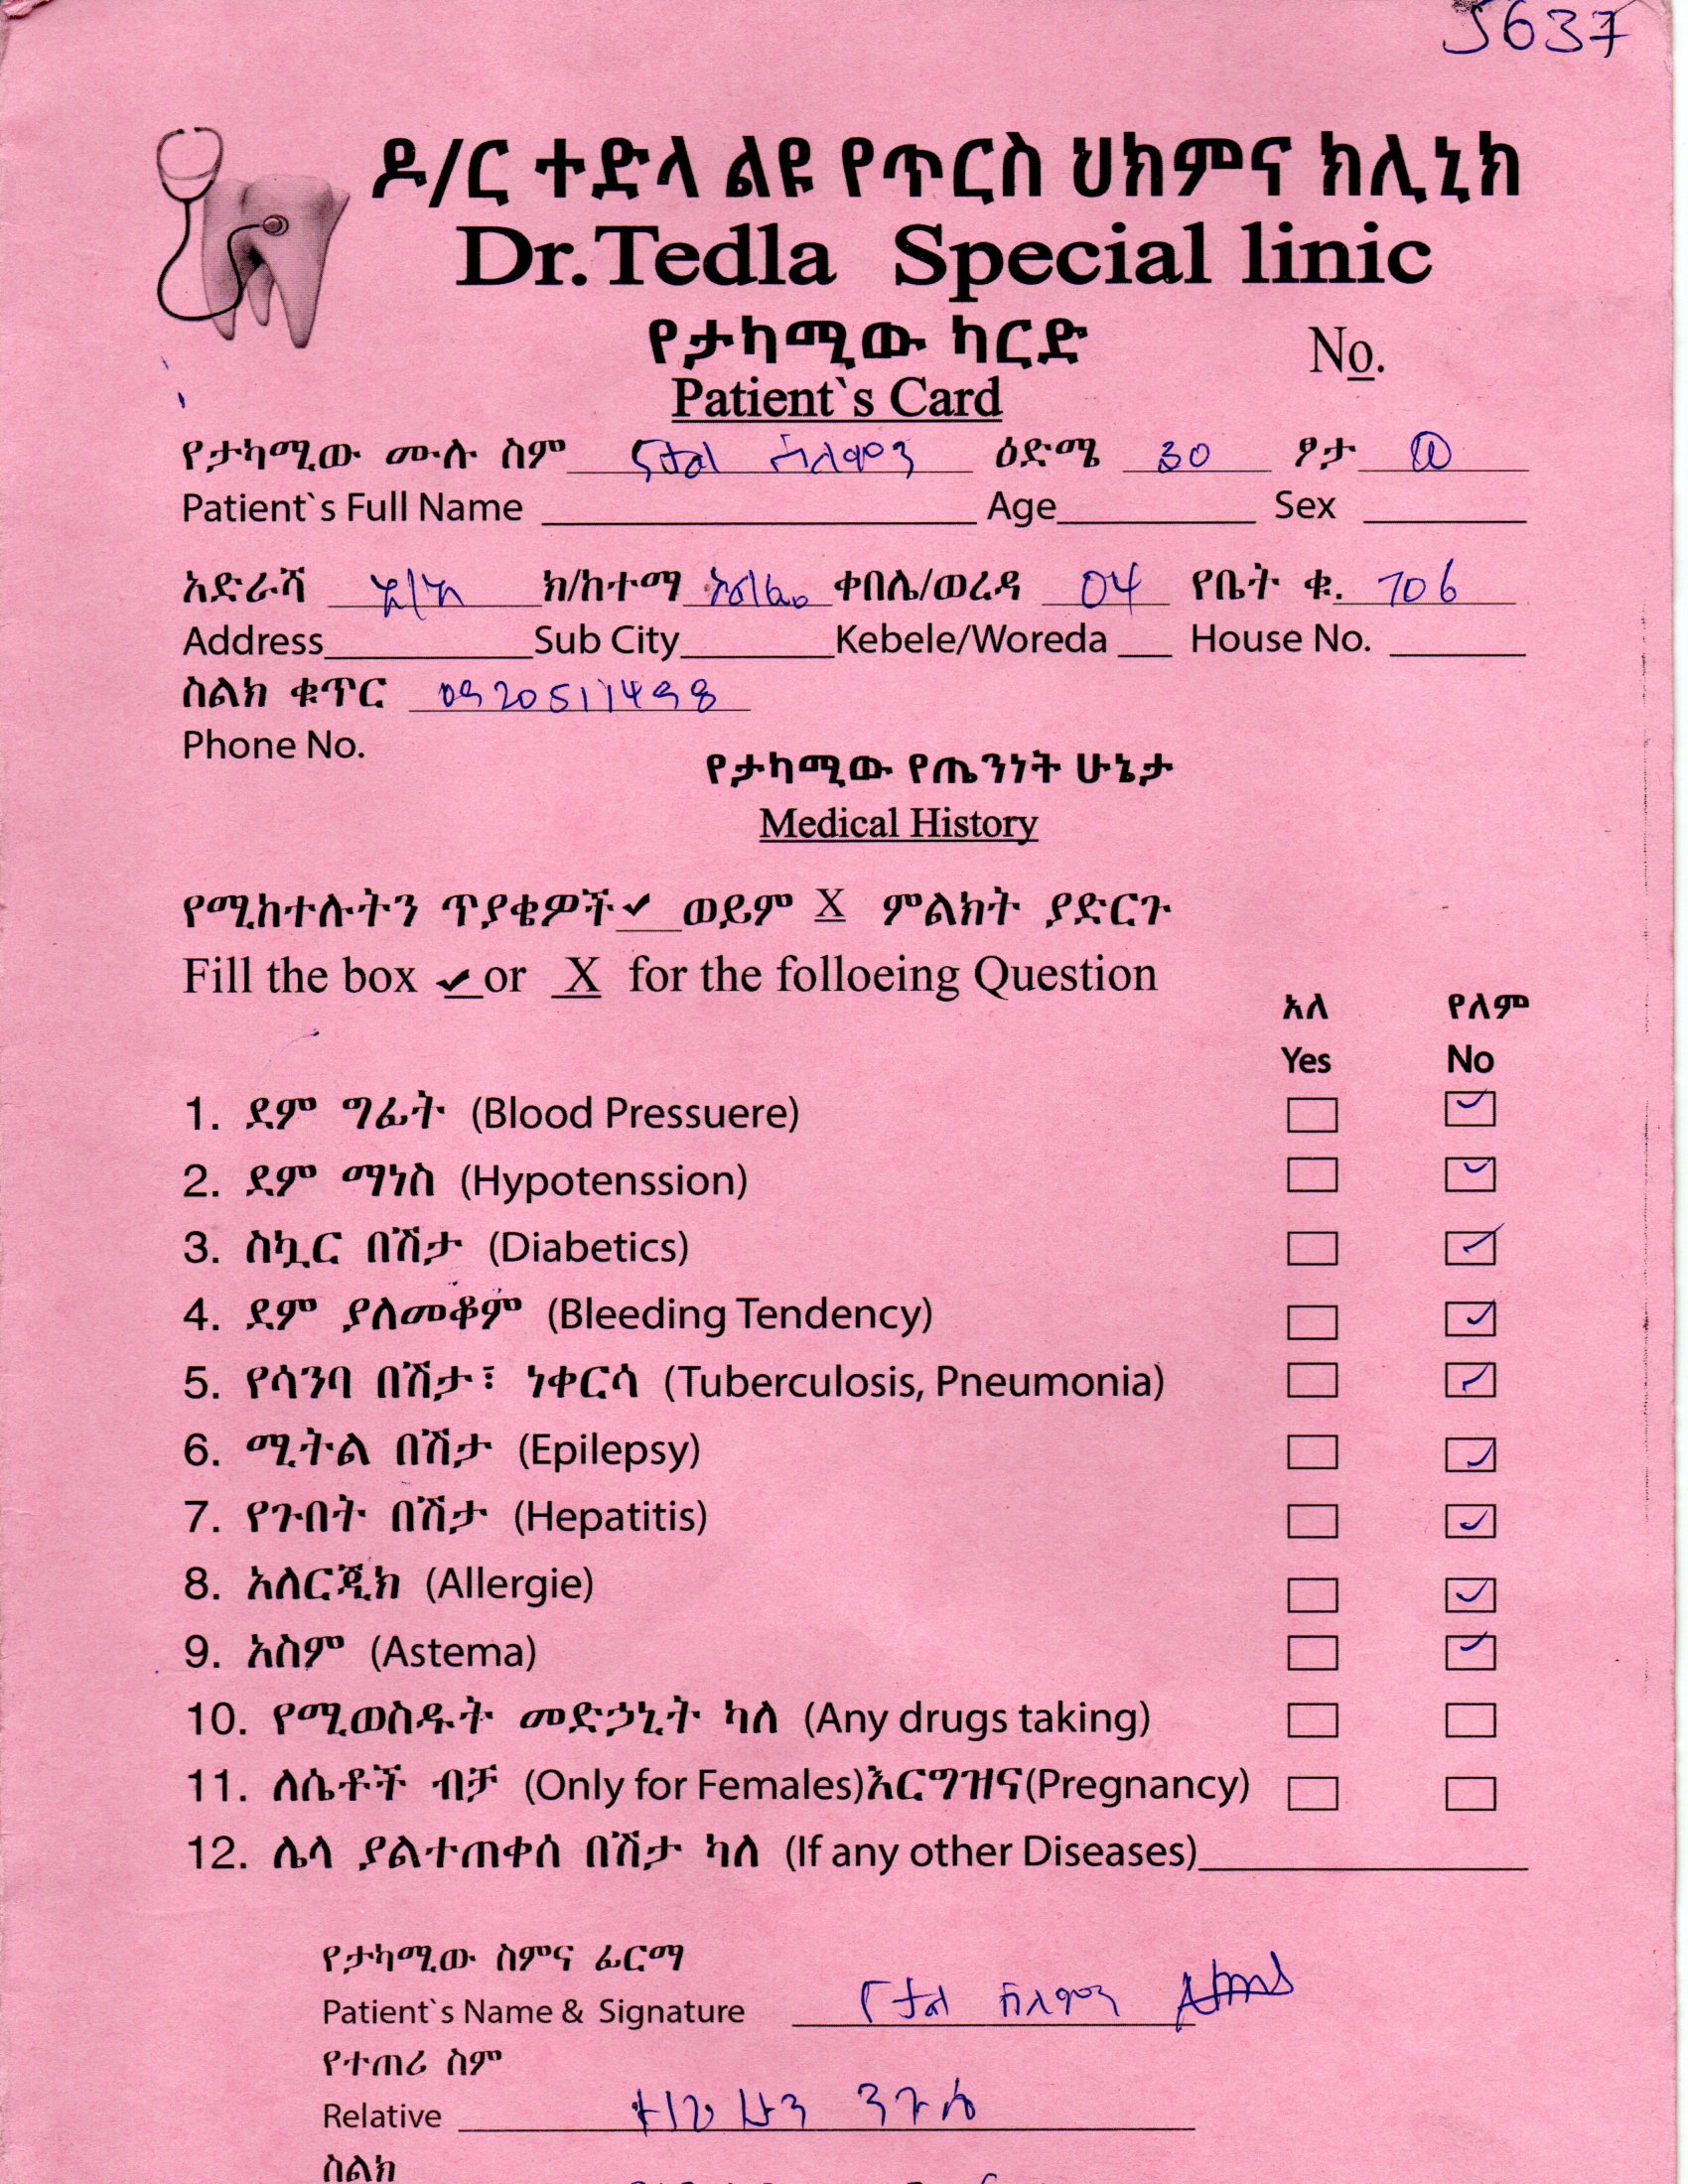 5637
ዶ/ር ተድላ ልዩ የጥርስ ህክምና ክሊኒክ
Dr.Tedla Special linic
የታካሚው ካርድ
No.
Patient`s Card
የታካሚው ሙሉ ስም ናታል ሰለሞን ዕድሜ 30 ፆታ ወ
Patient`s Full Name Age Sex
አድራሻ አ/አ ክ/ከተማ ቀበሌ/ወረዳ 04 የቤት ቁ. 706
Address Sub City Kebele/Woreda House No.
ስልክ ቁጥር 0920511498
Phone No.
የታካሚው የጤንነት ሁኔታ
Medical History
የሚከተሉትን ጥያቄዎች ✓ ወይም X ምልክት ያድርጉ
Fill the box ✓ or X for the folloeing Question
አለ የለም
Yes No
1. ደም ግፊት (Blood Pressuere) ✓
2. ደም ማነስ (Hypotenssion) ✓
3. ስኳር በሽታ (Diabetics) ✓
4. ደም ያለመቆም (Bleeding Tendency) ✓
5. የሳንባ በሽታ፣ ነቀርሳ (Tuberculosis, Pneumonia) ✓
6. ሚትል በሽታ (Epilepsy) ✓
7. የጉበት በሽታ (Hepatitis) ✓
8. አለርጂክ (Allergie) ✓
9. አስም (Astema) ✓
10. የሚወስዱት መድኃኒት ካለ (Any drugs taking)
11. ለሴቶች ብቻ (Only for Females)እርግዝና(Pregnancy)
12. ሌላ ያልተጠቀሰ በሽታ ካለ (If any other Diseases)
የታካሚው ስምና ፊርማ
Patient`s Name & Signature ናታል ሰለሞን
የተጠሪ ስም
Relative ንጉሴ
ስልክ